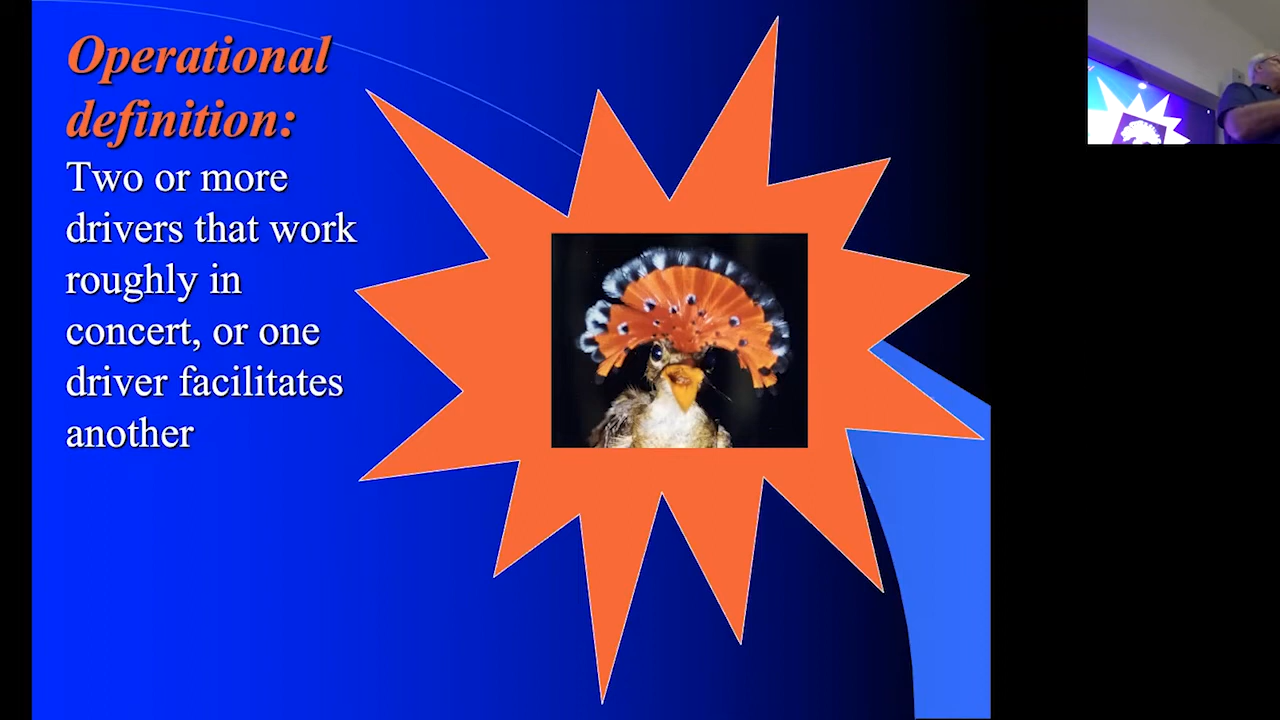 Operational
definition:
Two or more
drivers that work
roughly in
concert, or one
driver facilitates
another